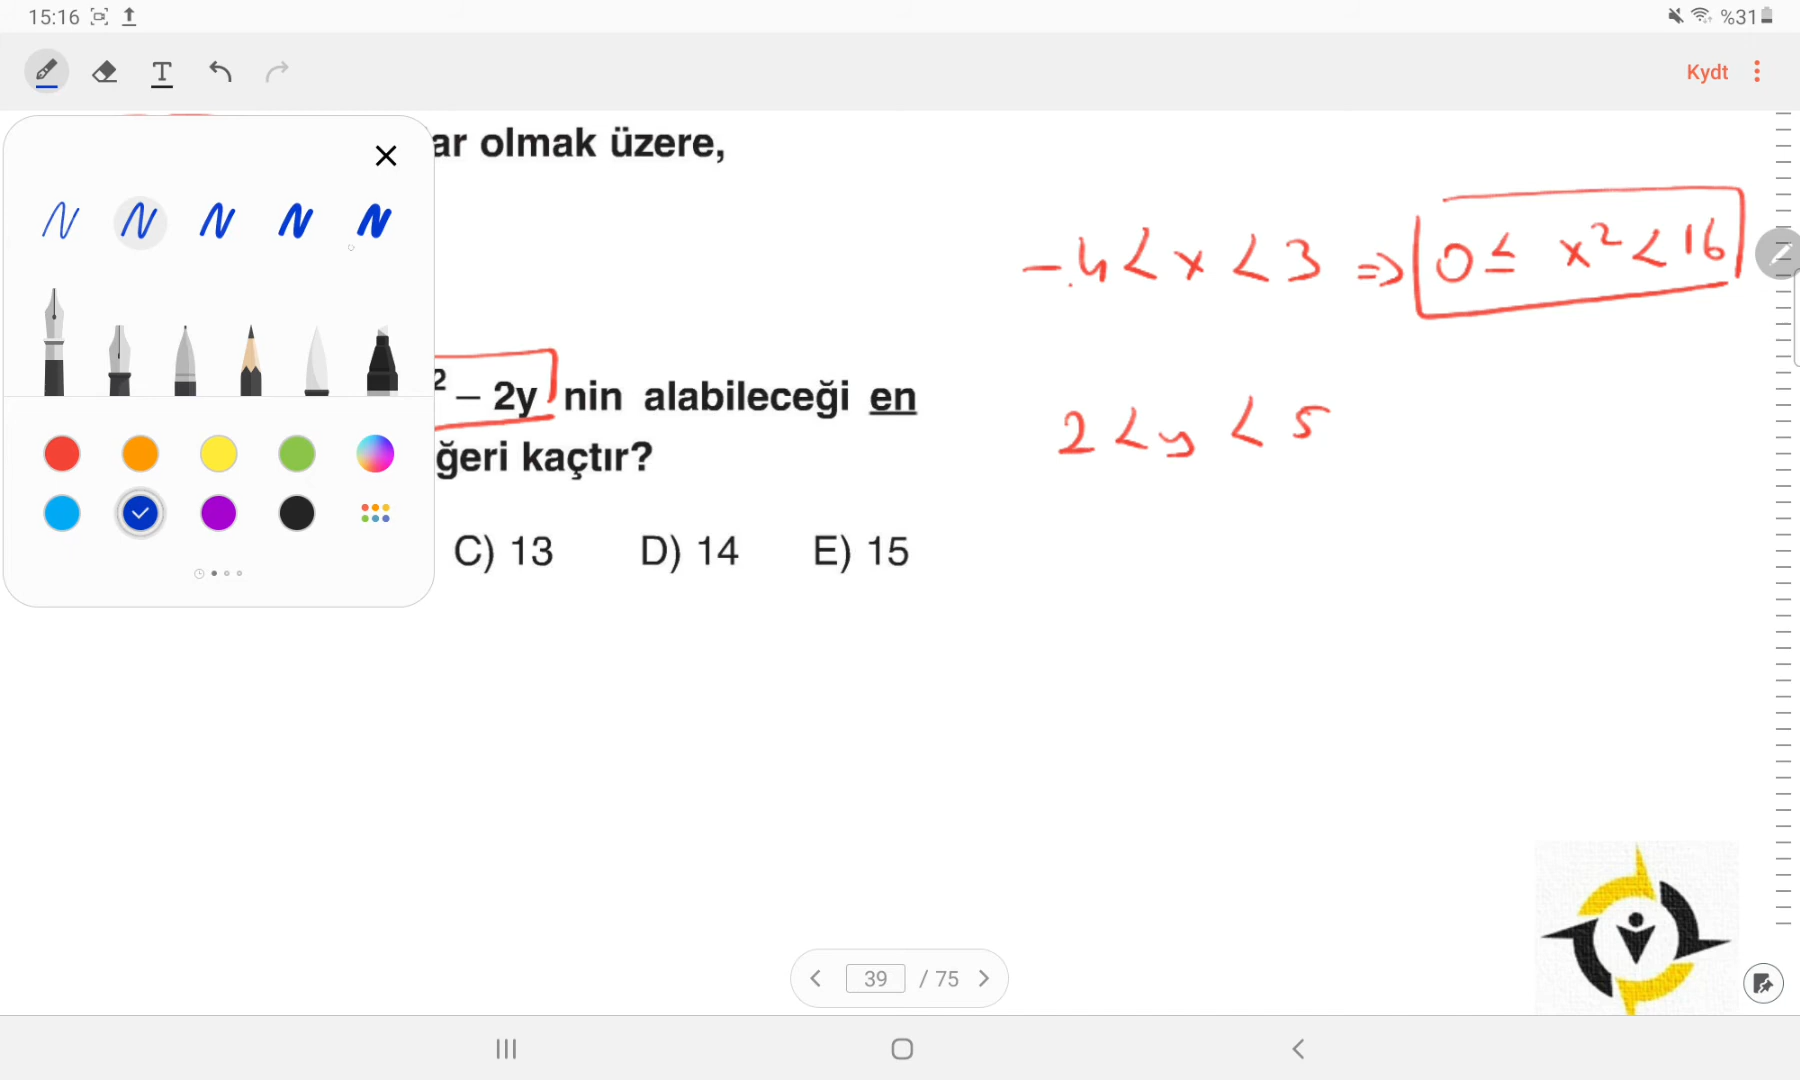 15:16
%31
T
Kydt
ar olmak üzere,
-4 < x < 3 => 0 ≤ x² < 16
² – 2y nin alabileceği en
2 < y < 5
ğeri kaçtır?
C) 13 D) 14 E) 15
39 / 75